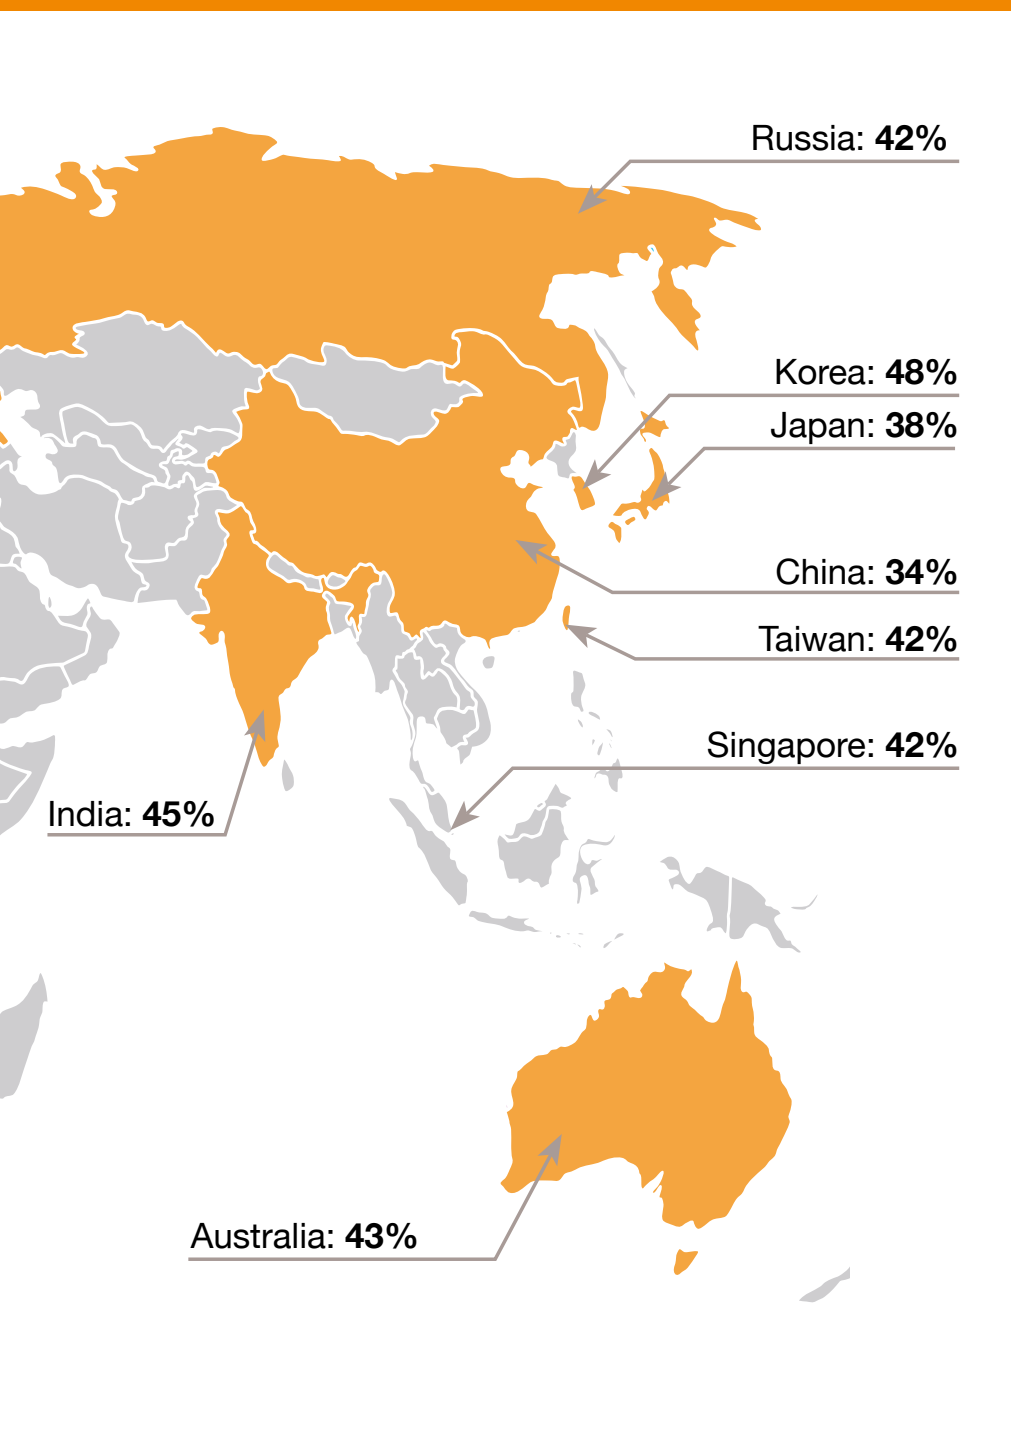 Russia: 42%
Korea: 48%
Japan: 38%
China: 34%
Taiwan: 42%
Singapore: 42%
India: 45%
Australia: 43%